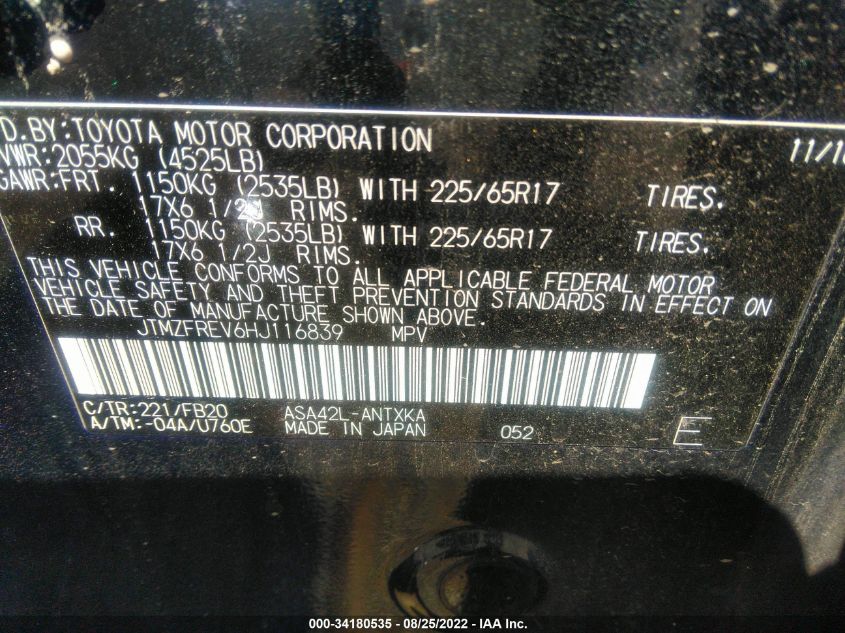 D.BY:TOYOTA MOTOR CORPORATION 11/1
VWR:2055KG (4525LB)
GAWR:FRT. 1150KG (2535LB) WITH 225/65R17 TIRES.
17X6 1/2J RIMS.
RR. 1150KG (2535LB) WITH 225/65R17 TIRES.
17X6 1/2J RIMS.
THIS VEHICLE CONFORMS TO ALL APPLICABLE FEDERAL MOTOR
VEHICLE SAFETY AND THEFT PREVENTION STANDARDS IN EFFECT ON
THE DATE OF MANUFACTURE SHOWN ABOVE.
JTMZFREV6HJ116839 MPV
C/TR:221/FB20 ASA42L-ANTXKA
A/TM:-04A/U760E MADE IN JAPAN 052 E
000-34180535 - 08/25/2022 - IAA Inc.